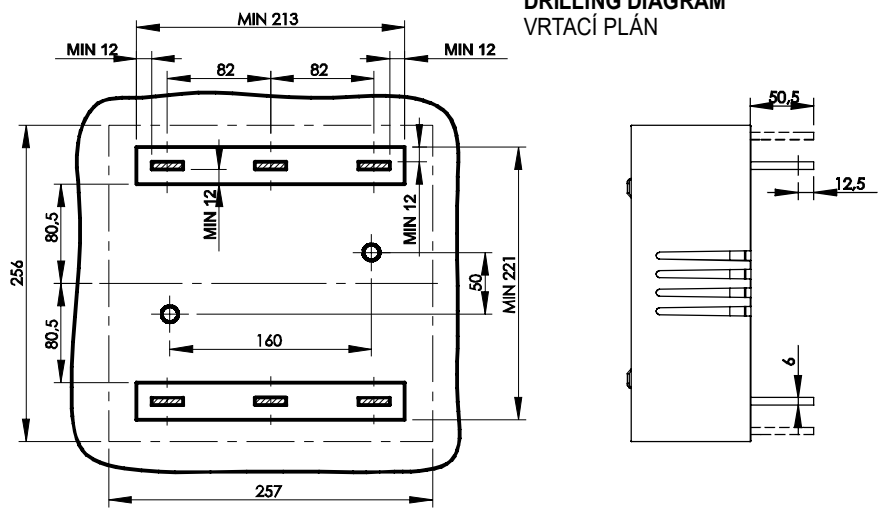 DRILLING DIAGRAM
VRTACÍ PLÁN
MIN 213
MIN 12
82
82
MIN 12
50,5
12,5
MIN 12
MIN 12
80,5
256
50
MIN 221
80,5
160
6
257